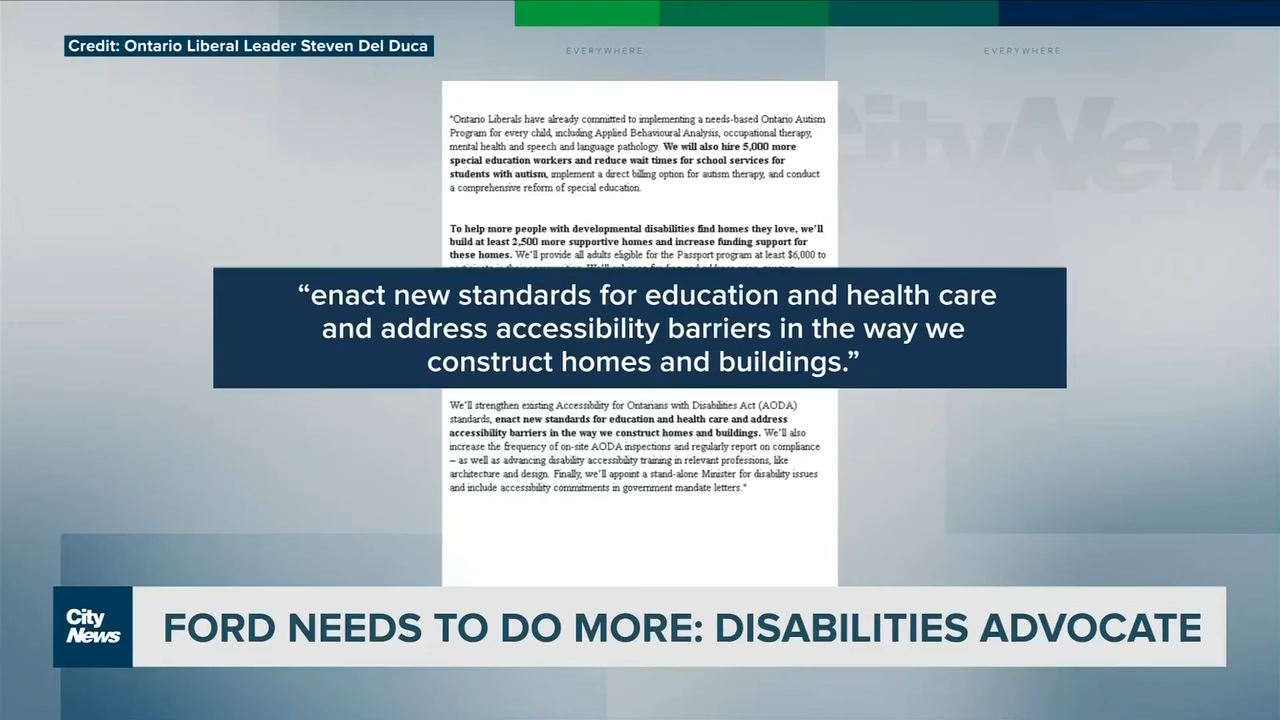 Credit: Ontario Liberal Leader Steven Del Duca
EVERYWHERE
EVERYWHERE
CityNews
"Ontario Liberals have already committed to implementing a needs-based Ontario Autism
Program for every child, including Applied Behavioural Analysis, occupational therapy,
mental health and speech and language pathology. We will also hire 5,000 more
special education workers and reduce wait times for school services for
students with autism, implement a direct billing option for autism therapy, and conduct
a comprehensive reform of special education.
To help more people with developmental disabilities find homes they love, we'll
build at least 2,500 more supportive homes and increase funding support for
these homes. We'll provide all adults eligible for the Passport program at least $6,000 to
“enact new standards for education and health care
and address accessibility barriers in the way we
construct homes and buildings.”
We'll strengthen existing Accessibility for Ontarians with Disabilities Act (AODA)
standards, enact new standards for education and health care and address
accessibility barriers in the way we construct homes and buildings. We'll also
increase the frequency of on-site AODA inspections and regularly report on compliance
– as well as advancing disability accessibility training in relevant professions, like
architecture and design. Finally, we'll appoint a stand-alone Minister for disability issues
and include accessibility commitments in government mandate letters."
City
News
FORD NEEDS TO DO MORE: DISABILITIES ADVOCATE